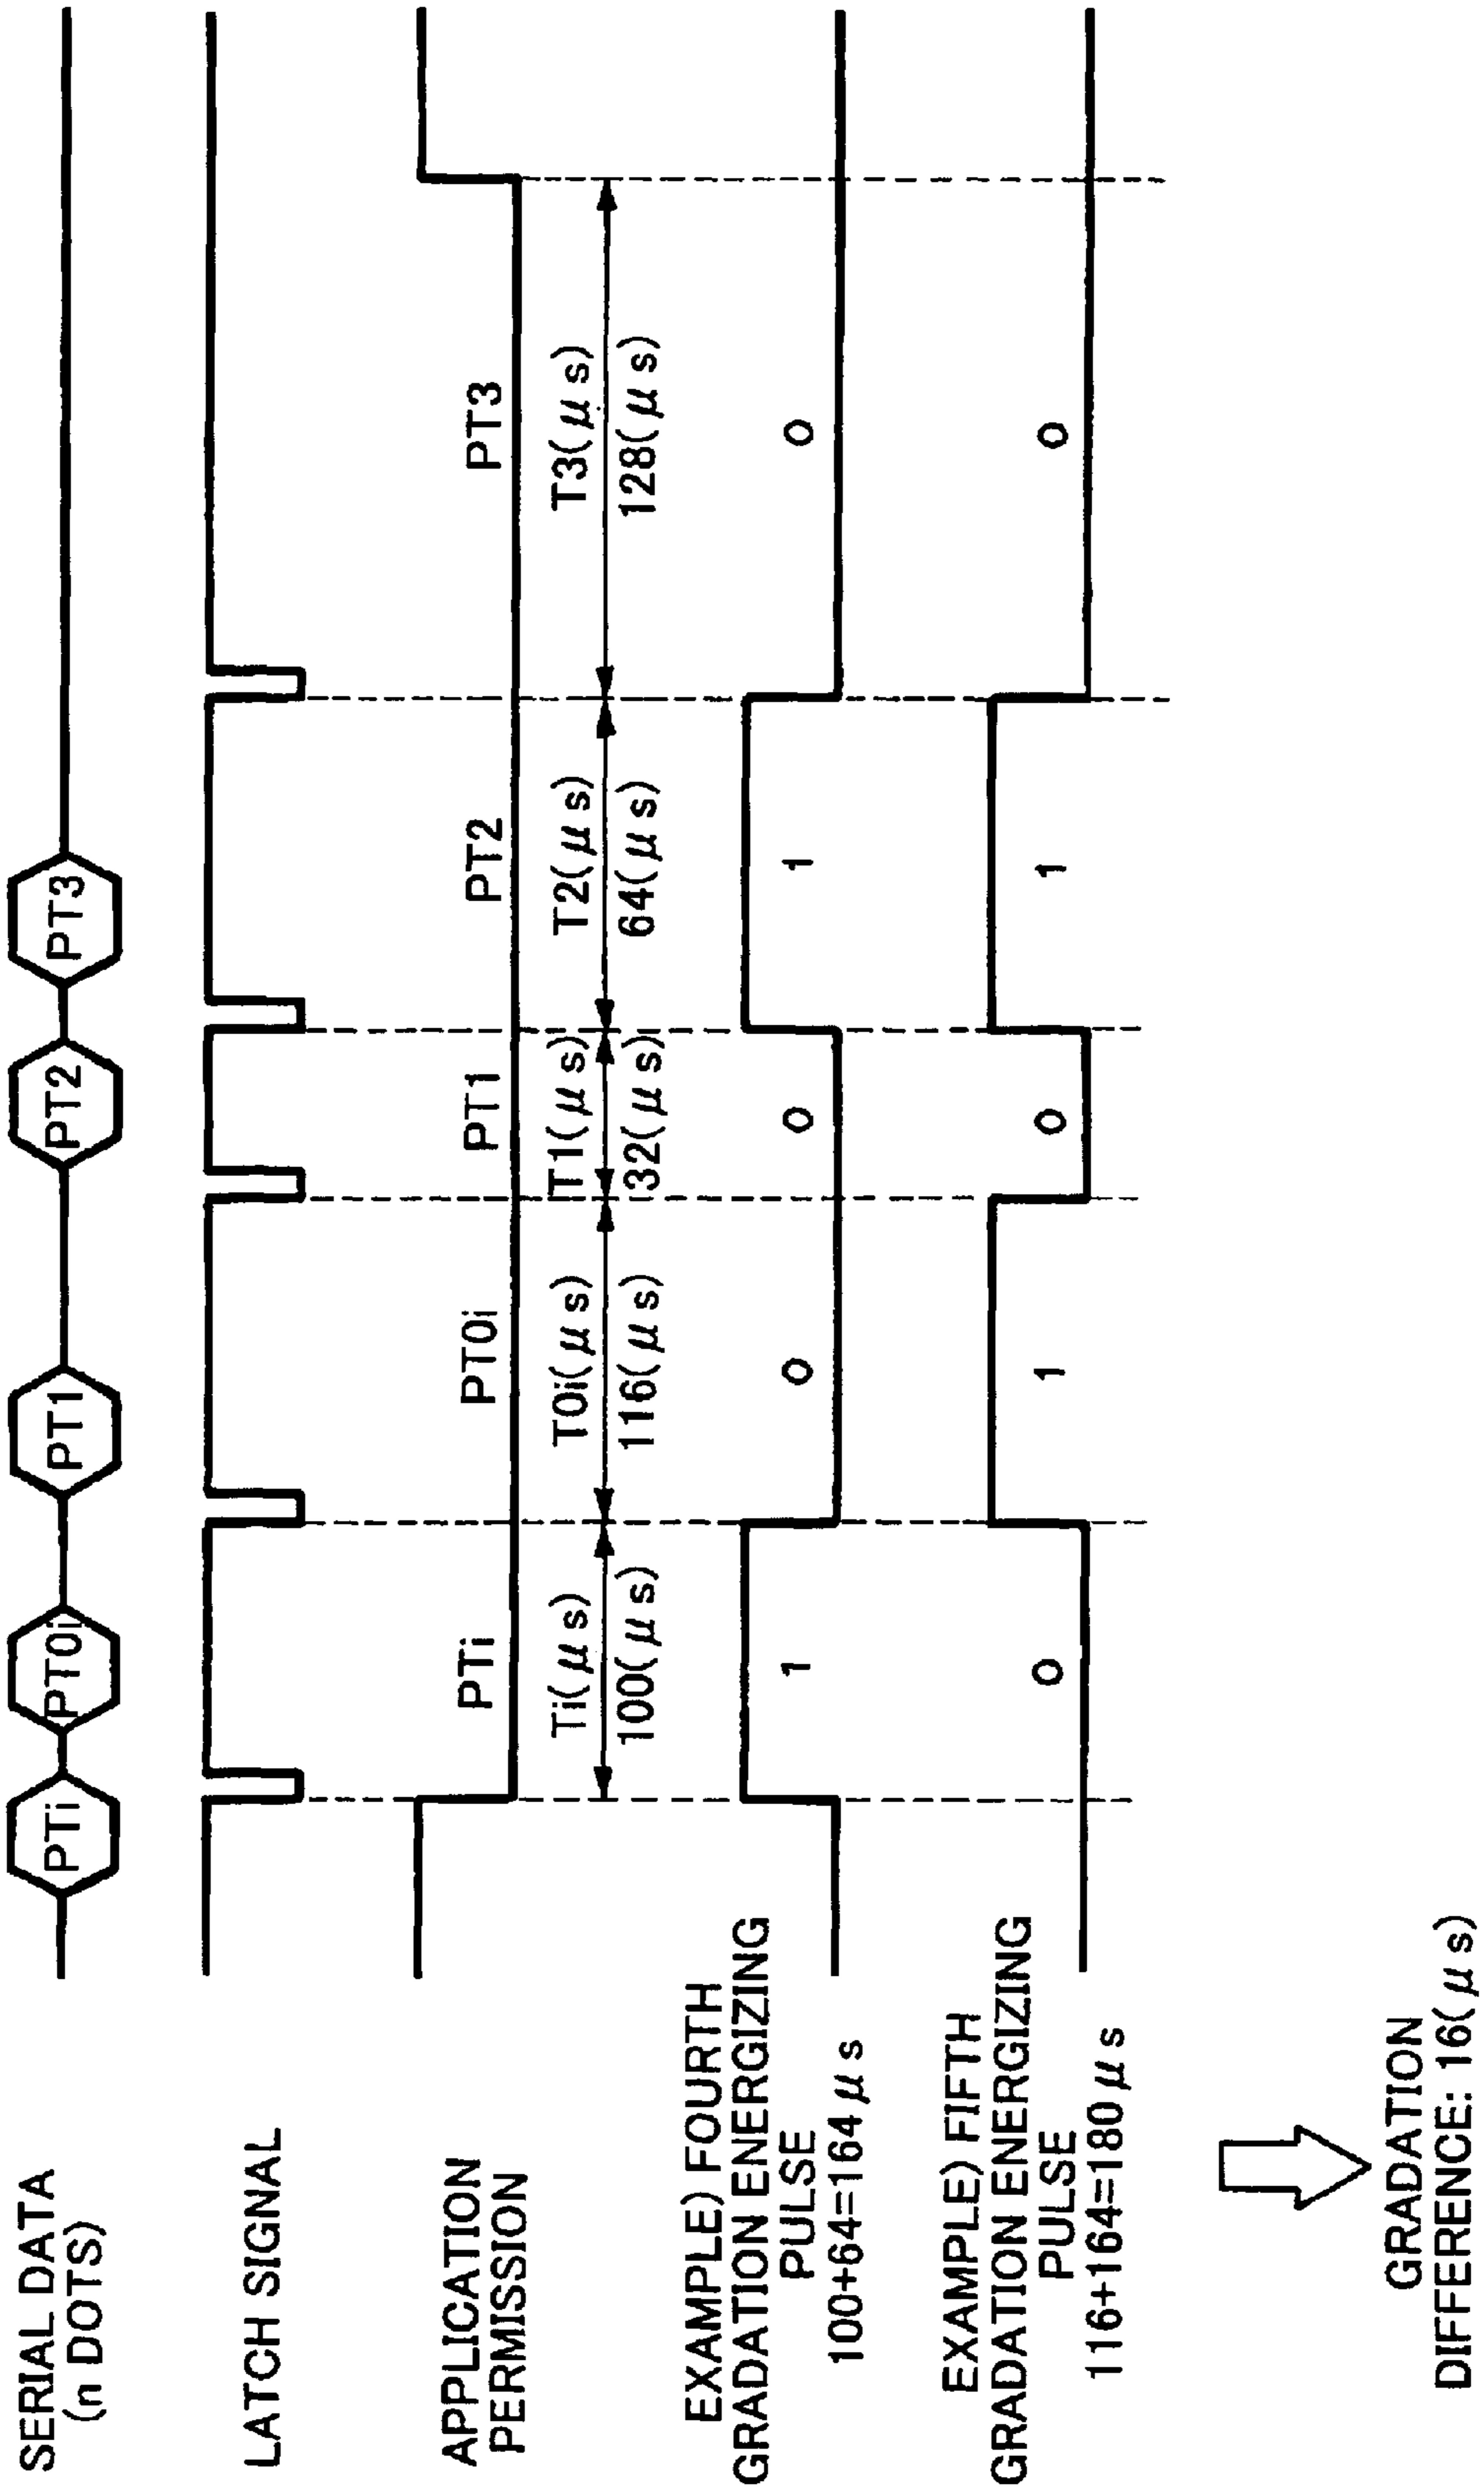 SERIAL DATA
(n DOTS)
PTi
PT0i
PT1
PT2
PT3
LATCH SIGNAL
APPLICATION
PERMISSION
PTi
PT0i
PT1
PT2
PT3
Ti(μs)
T0i(μs)
T1(μs)
T2(μs)
T3(μs)
100(μs)
116(μs)
32(μs)
64(μs)
128(μs)
EXAMPLE) FOURTH
GRADATION ENERGIZING
PULSE
100+64=164μs
1
0
0
1
0
EXAMPLE) FIFTH
GRADATION ENERGIZING
PULSE
116+164=180μs
0
1
0
1
0
GRADATION
DIFFERENCE: 16(μs)